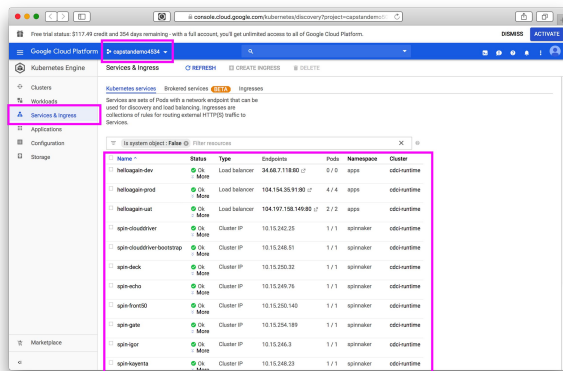 console.cloud.google.com/kubernetes/discovery?project=capstandemo4534
Free trial status: $117.49 credit and 354 days remaining - with a full account, you'll get unlimited access to all of Google Cloud Platform.
DISMISS
ACTIVATE
Google Cloud Platform
capstandemo4534
Kubernetes Engine
Services & Ingress
REFRESH
CREATE INGRESS
DELETE
Clusters
Workloads
Services & Ingress
Applications
Configuration
Storage
Marketplace
Kubernetes services Brokered services BETA Ingresses
Services are sets of Pods with a network endpoint that can be
used for discovery and load balancing. Ingresses are
collections of rules for routing external HTTP(S) traffic to
Services.
Is system object : False Filter resources
Name Status Type Endpoints Pods Namespace Cluster
helloagain-dev Ok Load balancer 34.68.7.118:80 0 / 0 apps cdci-runtime
More
helloagain-prod Ok Load balancer 104.154.35.91:80 4 / 4 apps cdci-runtime
More
helloagain-uat Ok Load balancer 104.197.158.149:80 2 / 2 apps cdci-runtime
More
spin-clouddriver Ok Cluster IP 10.15.242.25 1 / 1 spinnaker cdci-runtime
More
spin-clouddriver-bootstrap Ok Cluster IP 10.15.248.51 1 / 1 spinnaker cdci-runtime
More
spin-deck Ok Cluster IP 10.15.250.32 1 / 1 spinnaker cdci-runtime
More
spin-echo Ok Cluster IP 10.15.249.76 1 / 1 spinnaker cdci-runtime
More
spin-front50 Ok Cluster IP 10.15.250.140 1 / 1 spinnaker cdci-runtime
More
spin-gate Ok Cluster IP 10.15.254.189 1 / 1 spinnaker cdci-runtime
More
spin-igor Ok Cluster IP 10.15.246.3 1 / 1 spinnaker cdci-runtime
More
spin-kayenta Ok Cluster IP 10.15.248.23 1 / 1 spinnaker cdci-runtime
More